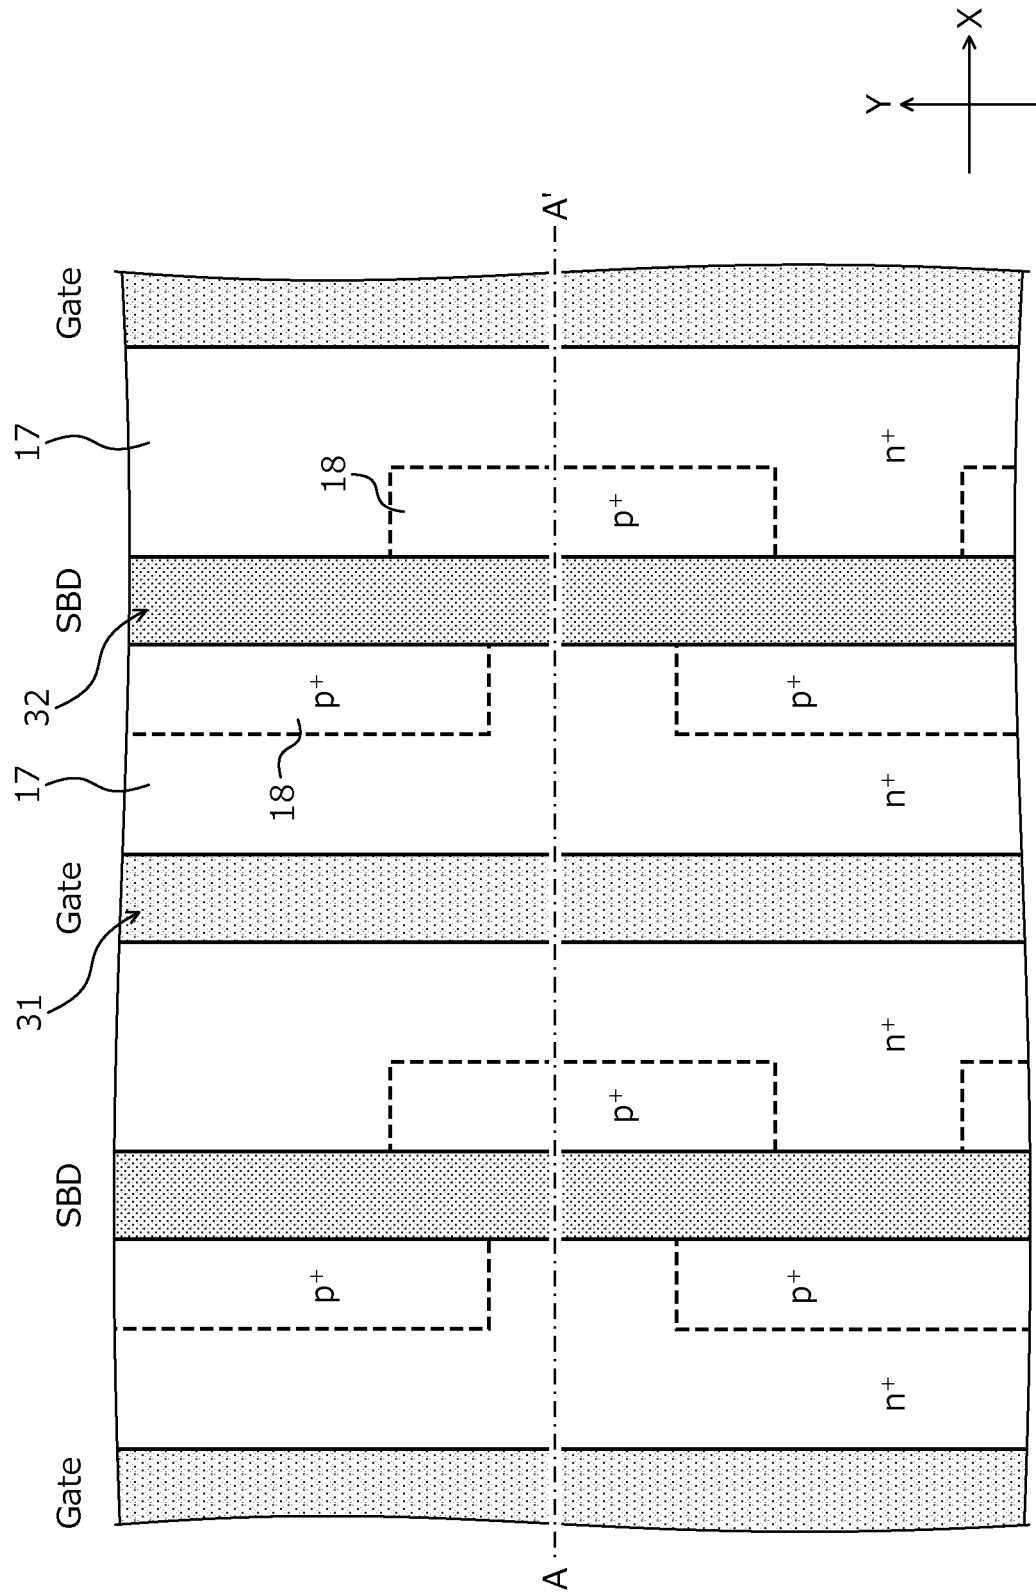 31 17 32 17
Gate SBD Gate SBD Gate
18
p⁺ p⁺ 18
A A'
p⁺ p⁺
p⁺ p⁺
n⁺ n⁺ n⁺ n⁺
Y
X